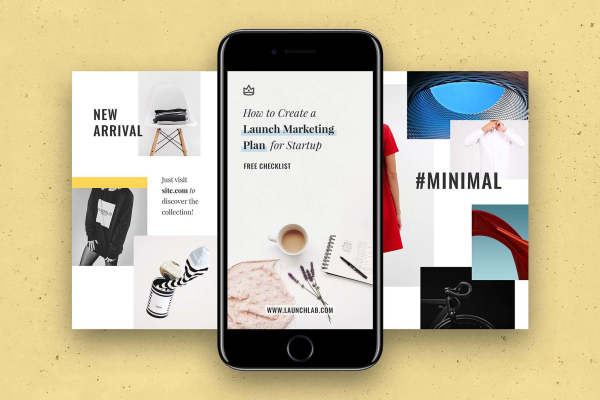 NEW
ARRIVAL
Just visit
site.com to
discover the
collection!
How to Create a
Launch Marketing
Plan for Startup
FREE CHECKLIST
WWW.LAUNCHLAB.COM
#MINIMAL